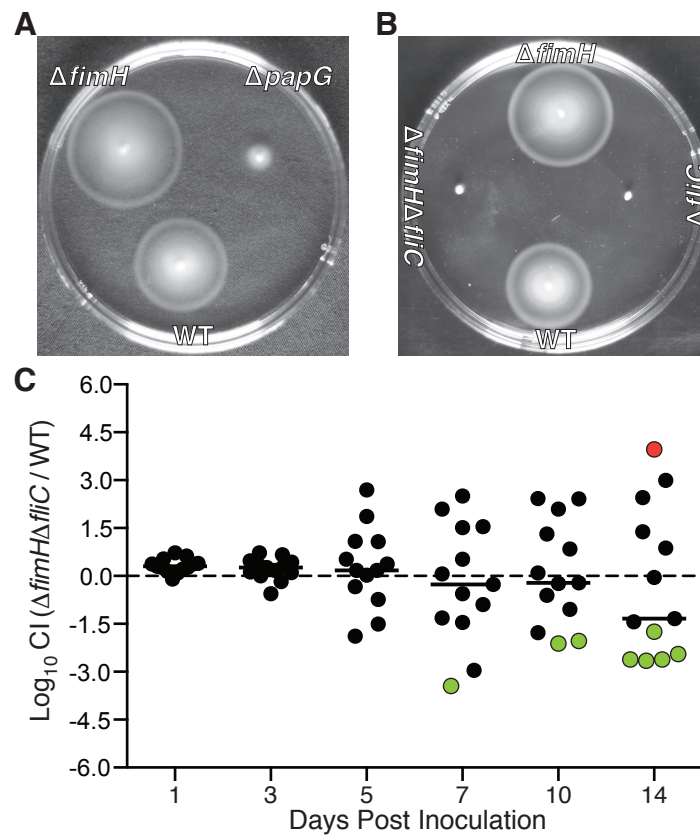 A
B
ΔfimH
ΔpapG
WT
ΔfimH
ΔfimHΔfliC
ΔfliC
WT
C
6.0
4.5
3.0
1.5
0.0
-1.5
-3.0
-4.5
-6.0
Log10 CI (ΔfimHΔfliC / WT)
1 3 5 7 10 14
Days Post Inoculation